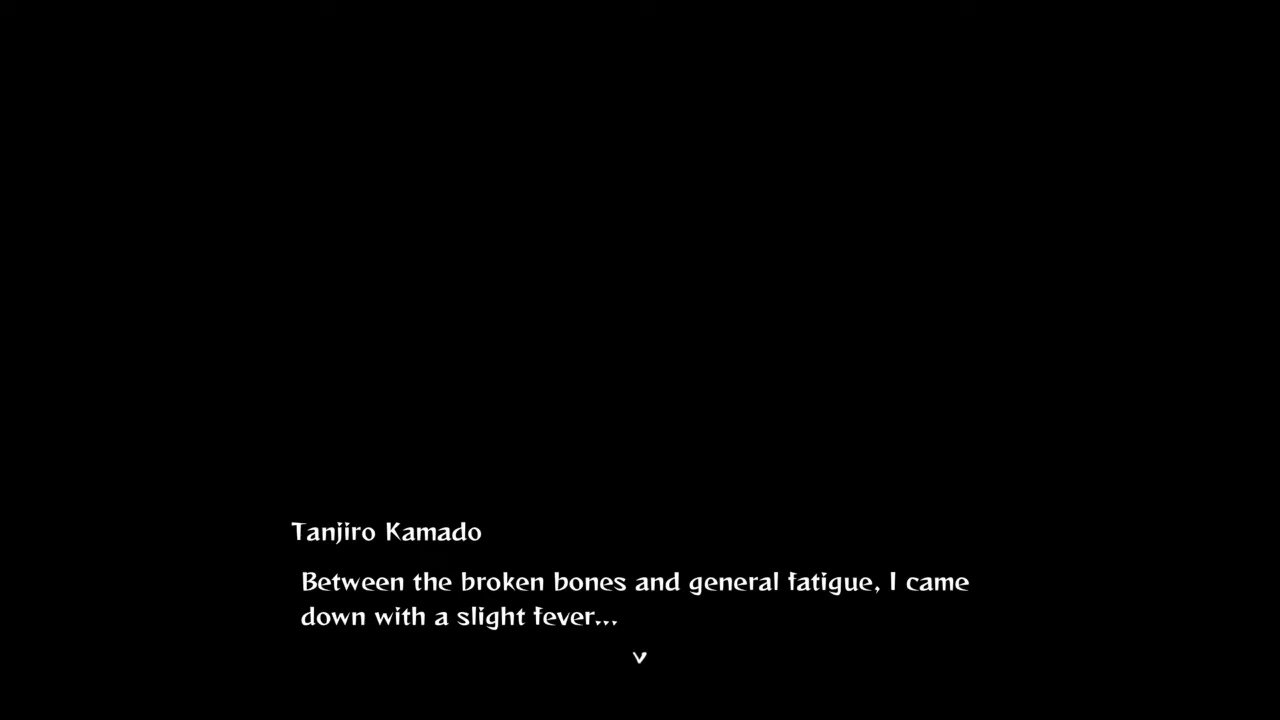 Tanjiro Kamado
Between the broken bones and general fatigue, I came
down with a slight fever...